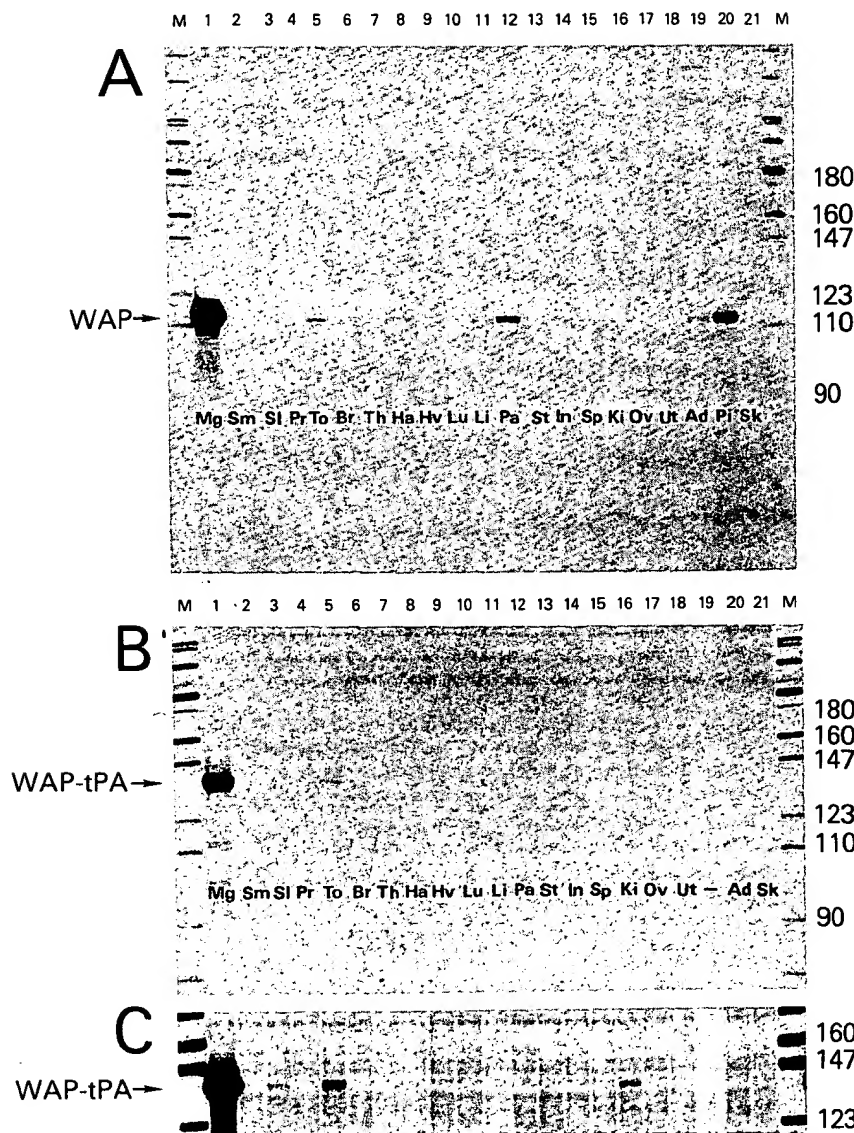 M 1 2 3 4 5 6 7 8 9 10 11 12 13 14 15 16 17 18 19 20 21 M
A
180
160
147
123
WAP→
110
90
Mg Sm Sl Pr To Br Th Ha Hv Lu Li Pa St In Sp Ki Ov Ut Ad Pi Sk
M 1 2 3 4 5 6 7 8 9 10 11 12 13 14 15 16 17 18 19 20 21 M
B
180
160
147
WAP-tPA→
123
110
Mg Sm Sl Pr To Br Th Ha Hv Lu Li Pa St In Sp Ki Ov Ut — Ad Sk
90
C
160
147
WAP-tPA→
123